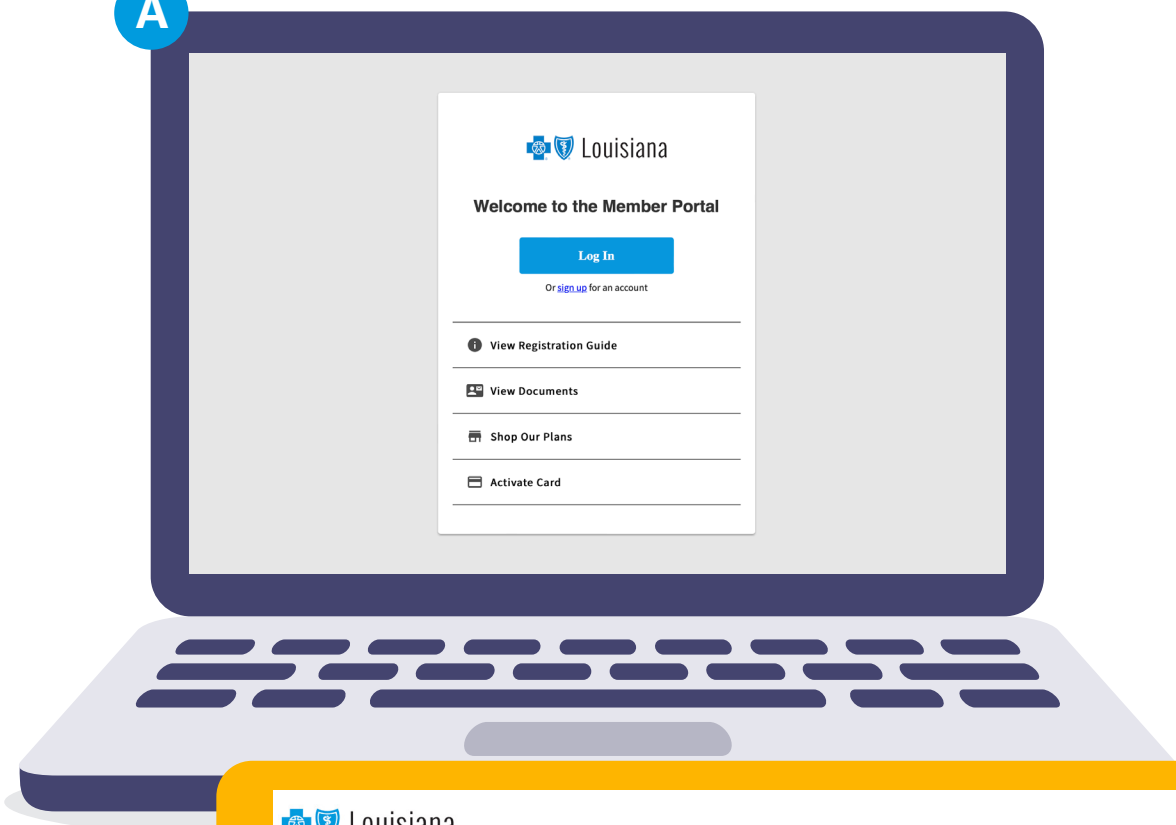 A
Louisiana
Welcome to the Member Portal
Log In
Or sign up for an account
View Registration Guide
View Documents
Shop Our Plans
Activate Card
Louisiana